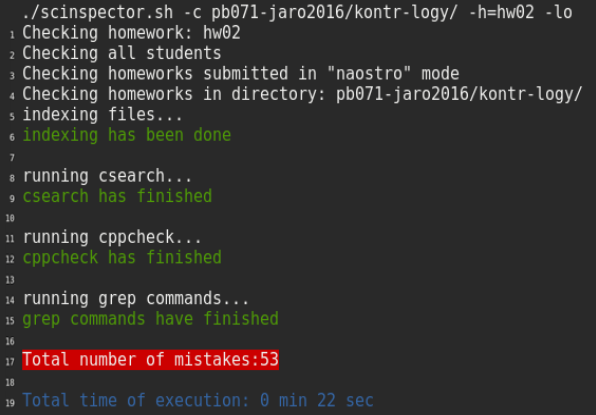 ./scinspector.sh -c pb071-jaro2016/kontr-logy/ -h=hw02 -lo
1 Checking homework: hw02
2 Checking all students
3 Checking homeworks submitted in "naostro" mode
4 Checking homeworks in directory: pb071-jaro2016/kontr-logy/
5 indexing files...
6 indexing has been done
7
8 running csearch...
9 csearch has finished
10
11 running cppcheck...
12 cppcheck has finished
13
14 running grep commands...
15 grep commands have finished
16
17 Total number of mistakes:53
18
19 Total time of execution: 0 min 22 sec